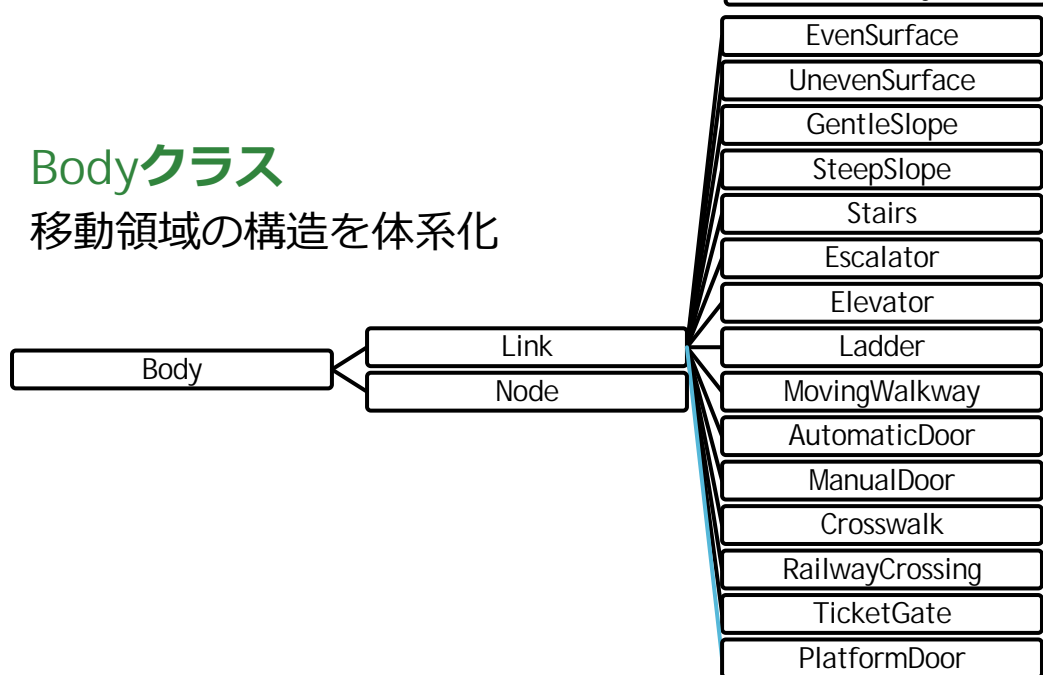 EvenSurface
UnevenSurface
GentleSlope
SteepSlope
Stairs
Escalator
Elevator
Ladder
MovingWalkway
AutomaticDoor
ManualDoor
Crosswalk
RailwayCrossing
TicketGate
PlatformDoor
Bodyクラス
移動領域の構造を体系化
Link
Body
Node